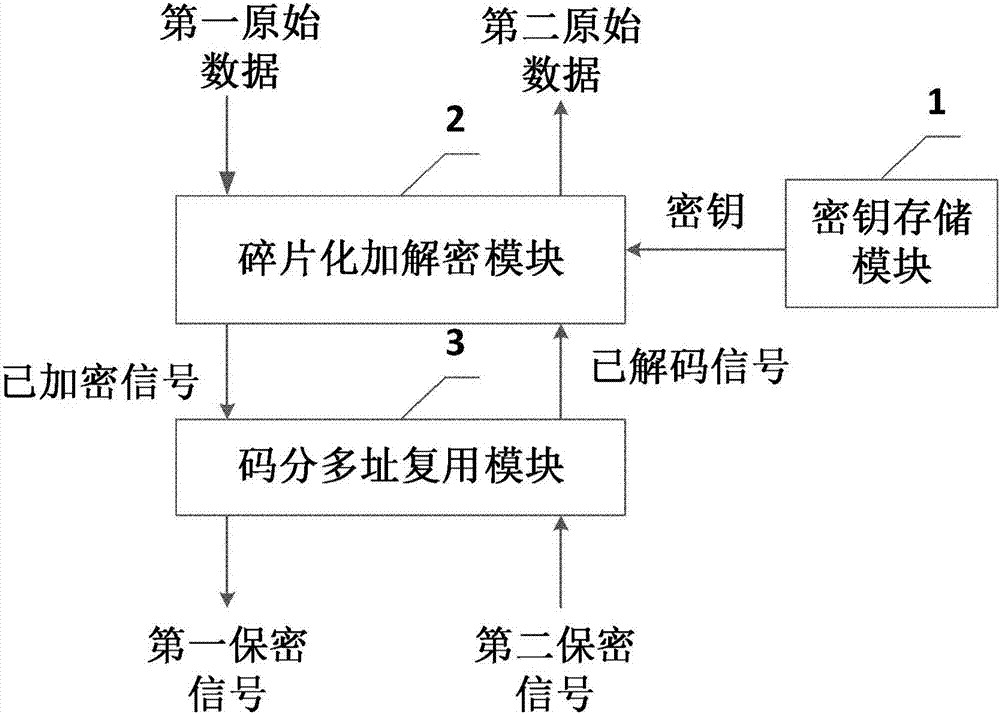 第一原始
数据
第二原始
数据
2
1
碎片化加解密模块
密钥
密钥存储
模块
已加密信号
3
已解码信号
码分多址复用模块
第一保密
信号
第二保密
信号